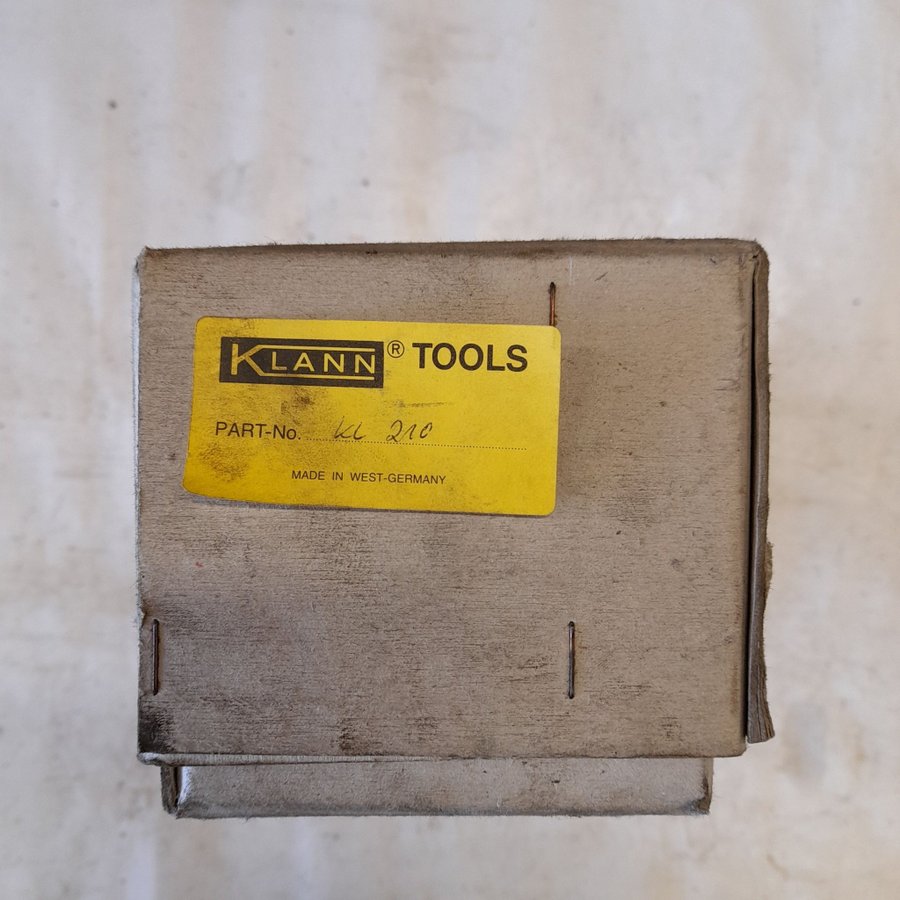 KLANN® TOOLS
PART-No. KL 210
MADE IN WEST-GERMANY